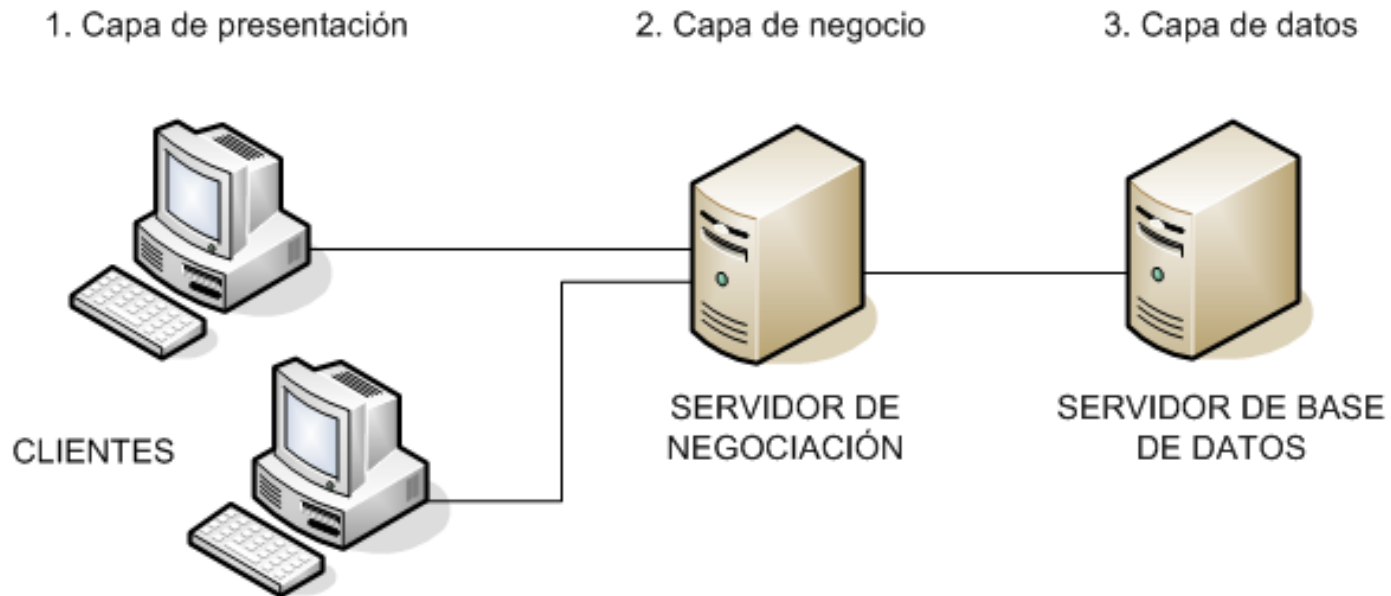 1. Capa de presentación
2. Capa de negocio
3. Capa de datos
CLIENTES
SERVIDOR DE
NEGOCIACIÓN
SERVIDOR DE BASE
DE DATOS